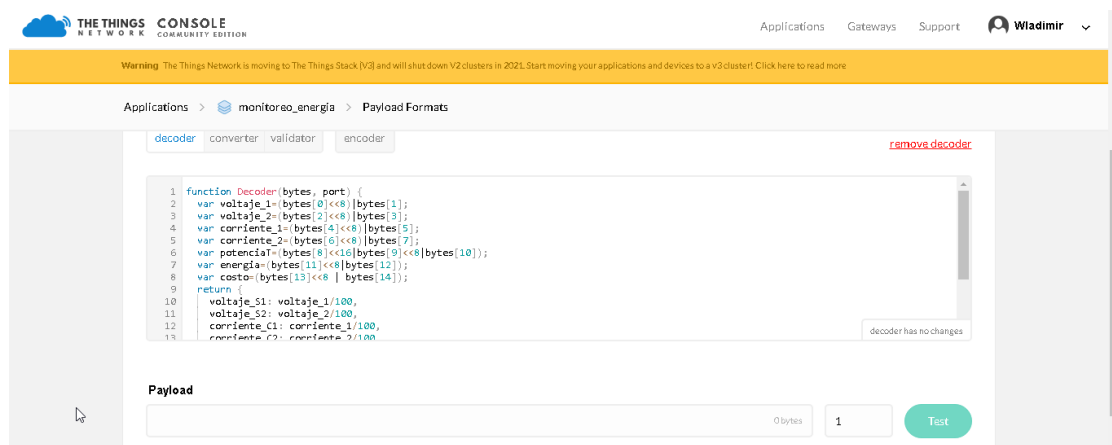 THE THINGS NETWORK CONSOLE COMMUNITY EDITION
Applications Gateways Support Wladimir
Warning The Things Network is moving to The Things Stack (V3) and will shut down V2 clusters in 2021. Start moving your applications and devices to a v3 cluster! Click here to read more
Applications > monitoreo_energia > Payload Formats
decoder converter validator encoder
remove decoder
1 function Decoder(bytes, port) {
2 var voltaje_1=(bytes[0]<<8)|bytes[1];
3 var voltaje_2=(bytes[2]<<8)|bytes[3];
4 var corriente_1=(bytes[4]<<8)|bytes[5];
5 var corriente_2=(bytes[6]<<8)|bytes[7];
6 var potenciaT=(bytes[8]<<16|bytes[9]<<8|bytes[10]);
7 var energia=(bytes[11]<<8|bytes[12]);
8 var costo=(bytes[13]<<8 | bytes[14]);
9 return {
10 voltaje_S1: voltaje_1/100,
11 voltaje_S2: voltaje_2/100,
12 corriente_C1: corriente_1/100,
13 corriente_C2: corriente_2/100
decoder has no changes
Payload
0 bytes 1 Test